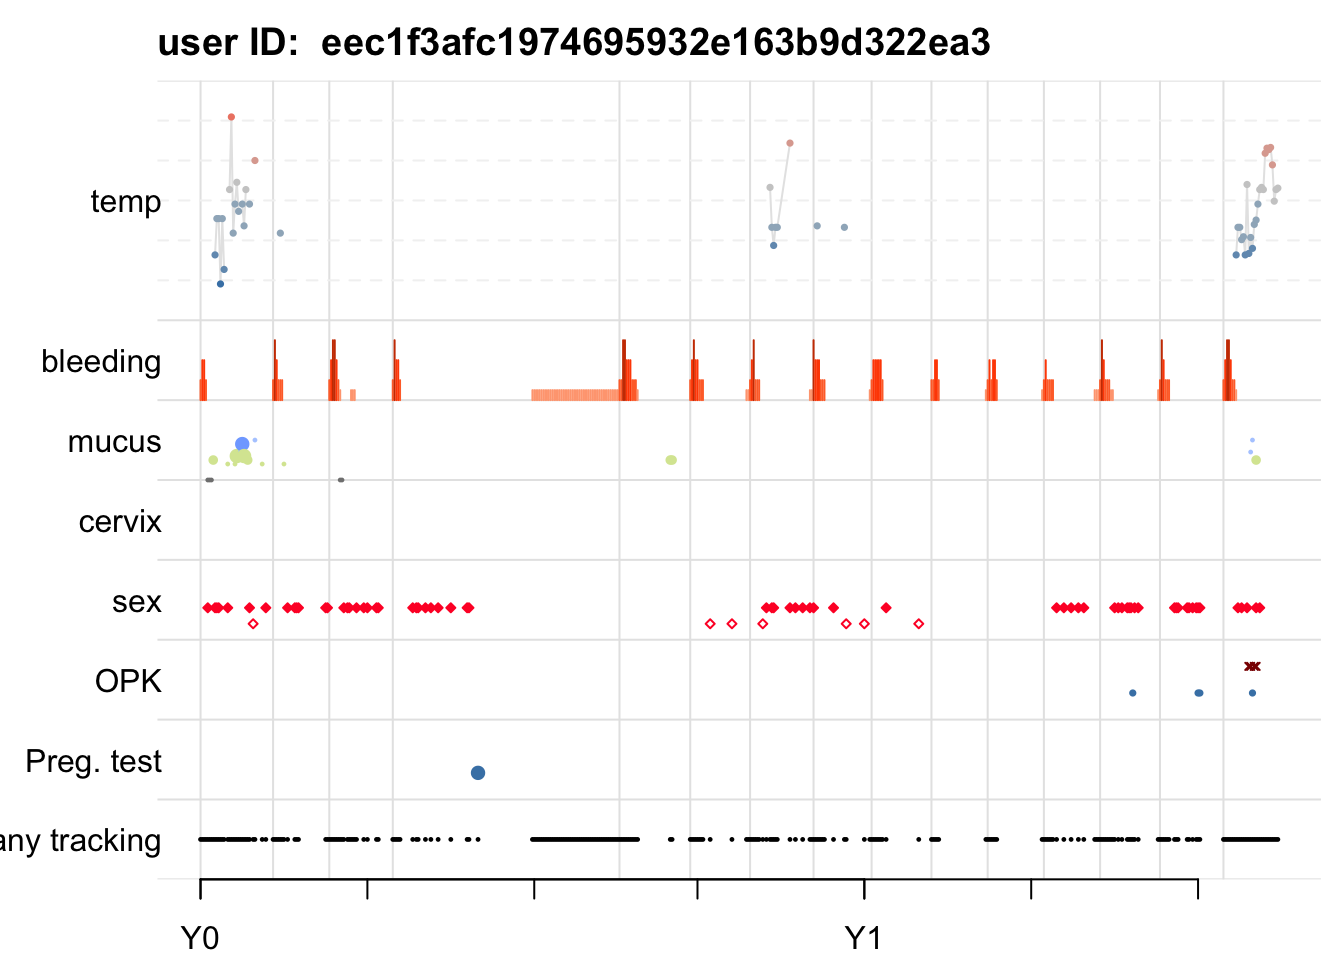 user ID: eec1f3afc1974695932e163b9d322ea3
temp
bleeding
mucus
cervix
sex
OPK
Preg. test
any tracking
Y0 Y1